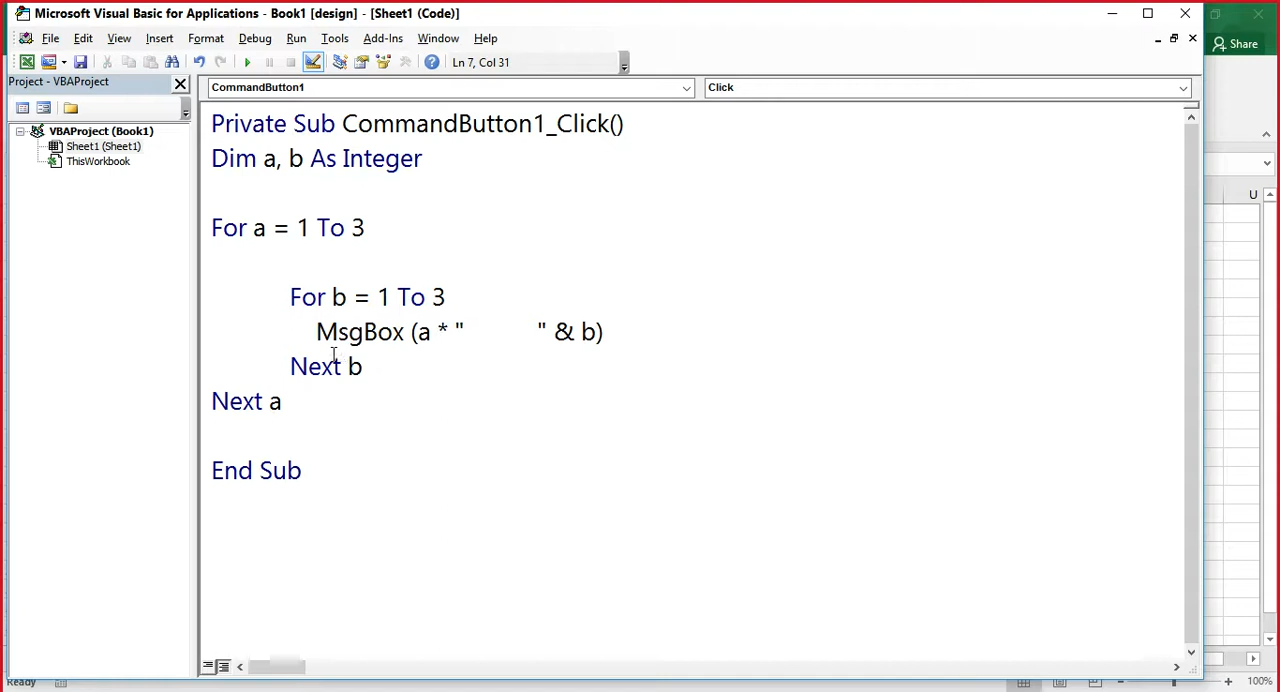 Microsoft Visual Basic for Applications - Book1 [design] - [Sheet1 (Code)]
File Edit View Insert Format Debug Run Tools Add-Ins Window Help
Share
Ln 7, Col 31
Project - VBAProject
CommandButton1
Click
VBAProject (Book1)
Sheet1 (Sheet1)
ThisWorkbook
Private Sub CommandButton1_Click()
Dim a, b As Integer
For a = 1 To 3
For b = 1 To 3
MsgBox (a * "          " & b)
Next b
Next a
End Sub
U
Ready
100%